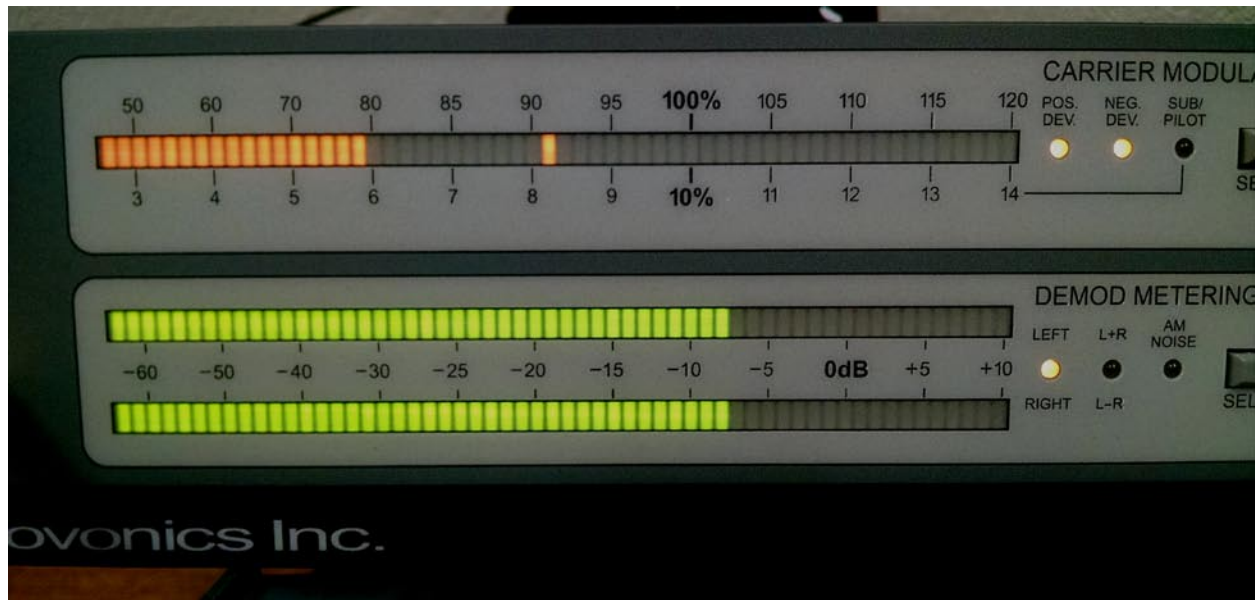 CARRIER MODULA
50 60 70 80 85 90 95 100% 105 110 115 120
POS. DEV. NEG. DEV. SUB/ PILOT
3 4 5 6 7 8 9 10% 11 12 13 14
SE
DEMOD METERING
LEFT L+R AM NOISE
−60 −50 −40 −30 −25 −20 −15 −10 −5 0dB +5 +10
RIGHT L−R
SEL
ovonics Inc.